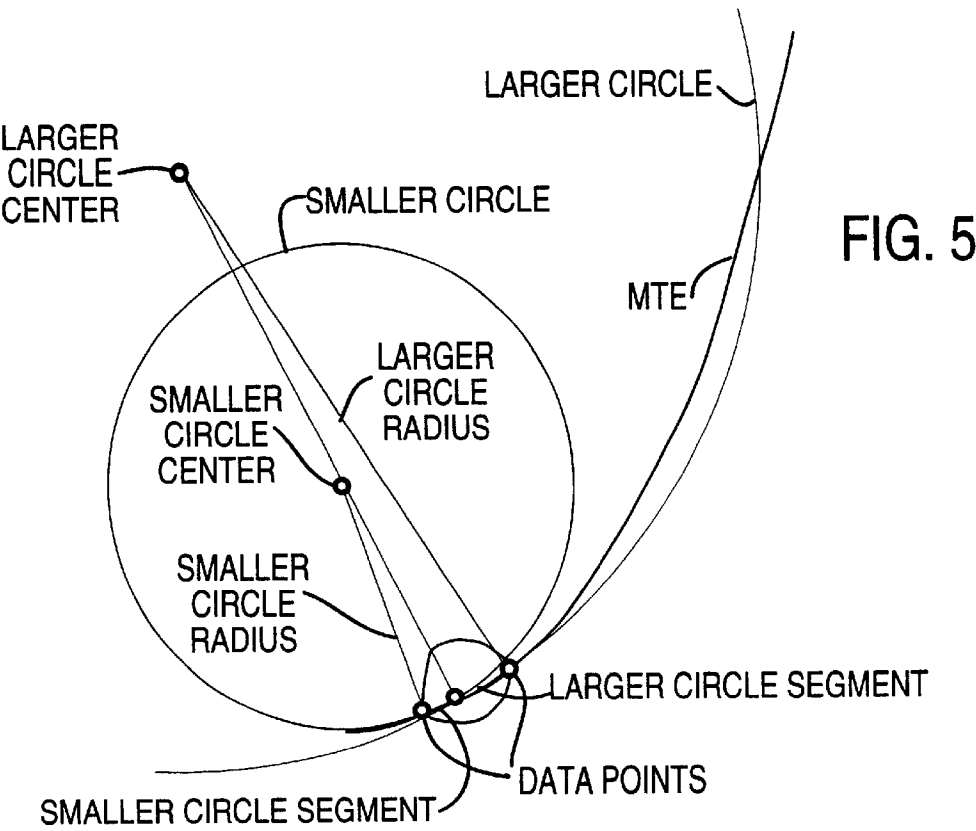 LARGER CIRCLE
LARGER
CIRCLE
CENTER
SMALLER CIRCLE
FIG. 5
MTE
LARGER
CIRCLE
RADIUS
SMALLER
CIRCLE
CENTER
SMALLER
CIRCLE
RADIUS
LARGER CIRCLE SEGMENT
DATA POINTS
SMALLER CIRCLE SEGMENT